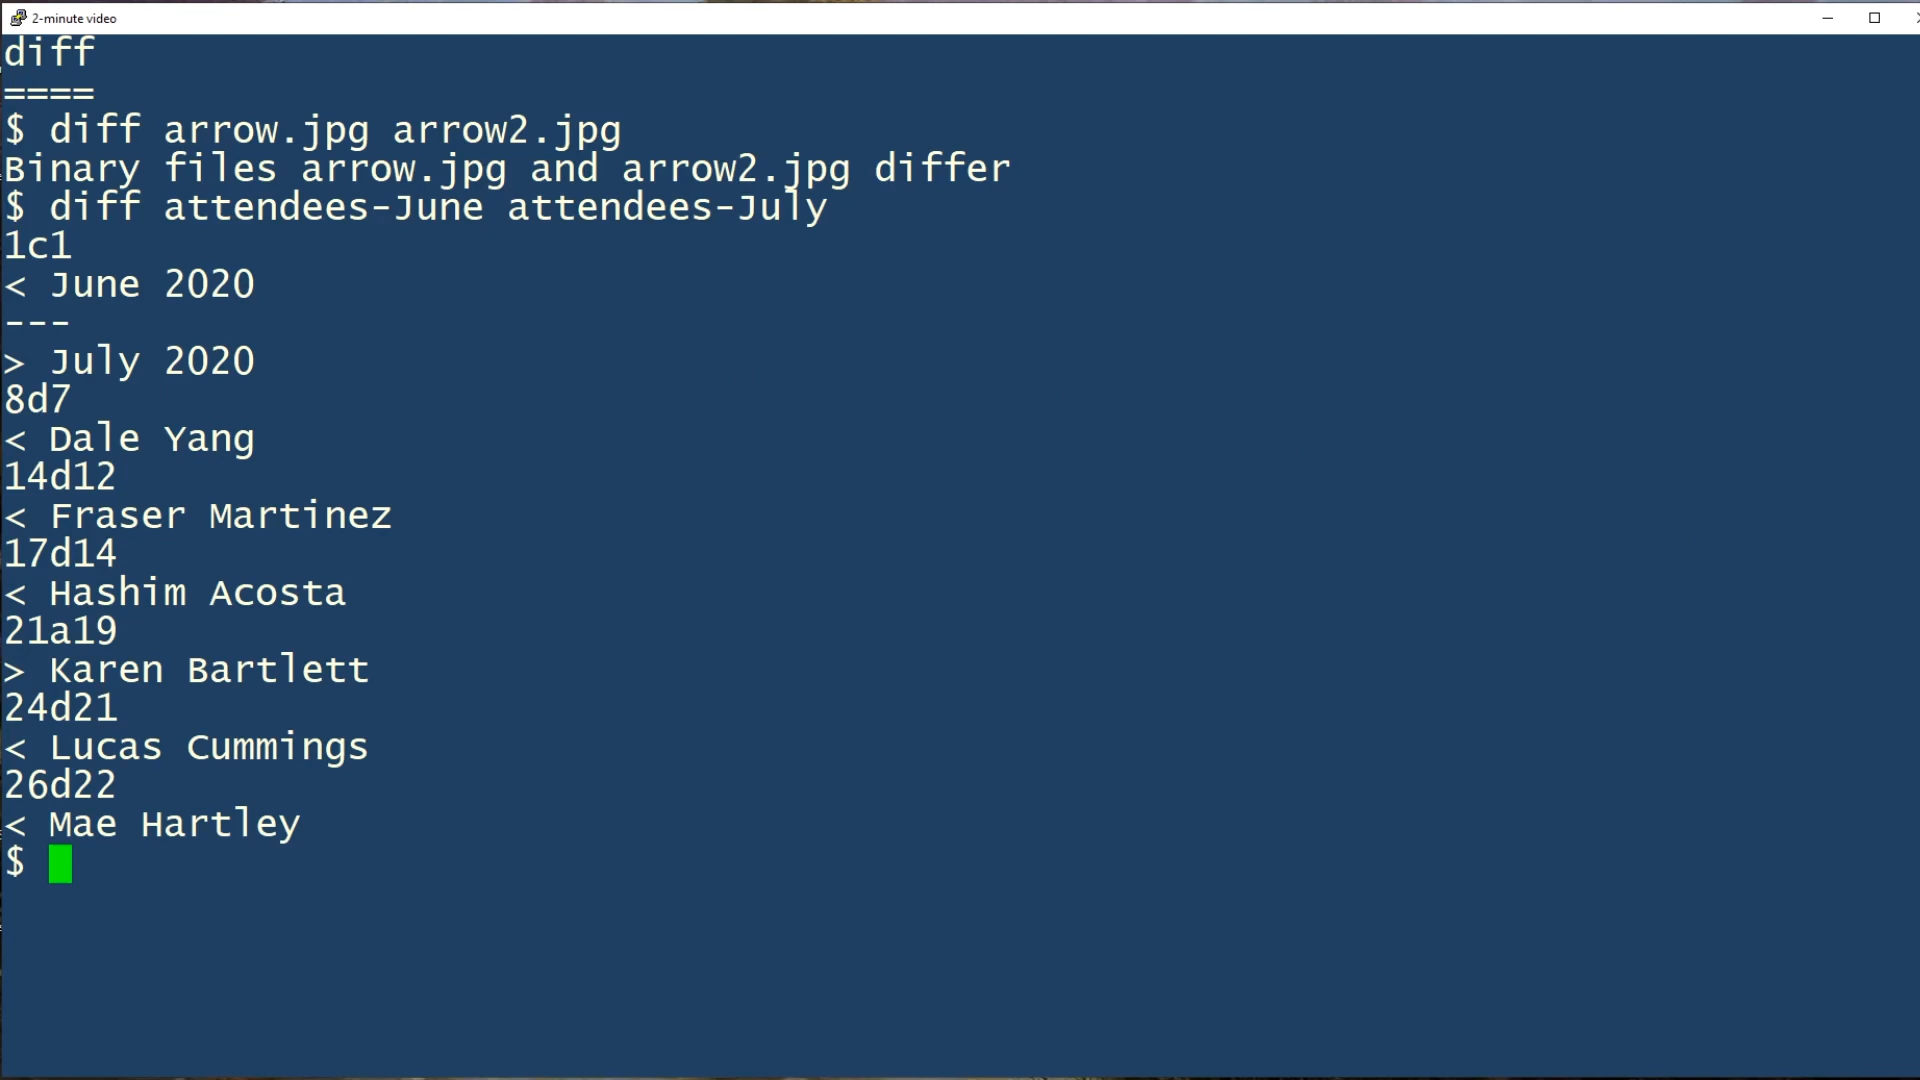 2-minute video
diff
====
$ diff arrow.jpg arrow2.jpg
Binary files arrow.jpg and arrow2.jpg differ
$ diff attendees-June attendees-July
1c1
< June 2020
---
> July 2020
8d7
< Dale Yang
14d12
< Fraser Martinez
17d14
< Hashim Acosta
21a19
> Karen Bartlett
24d21
< Lucas Cummings
26d22
< Mae Hartley
$